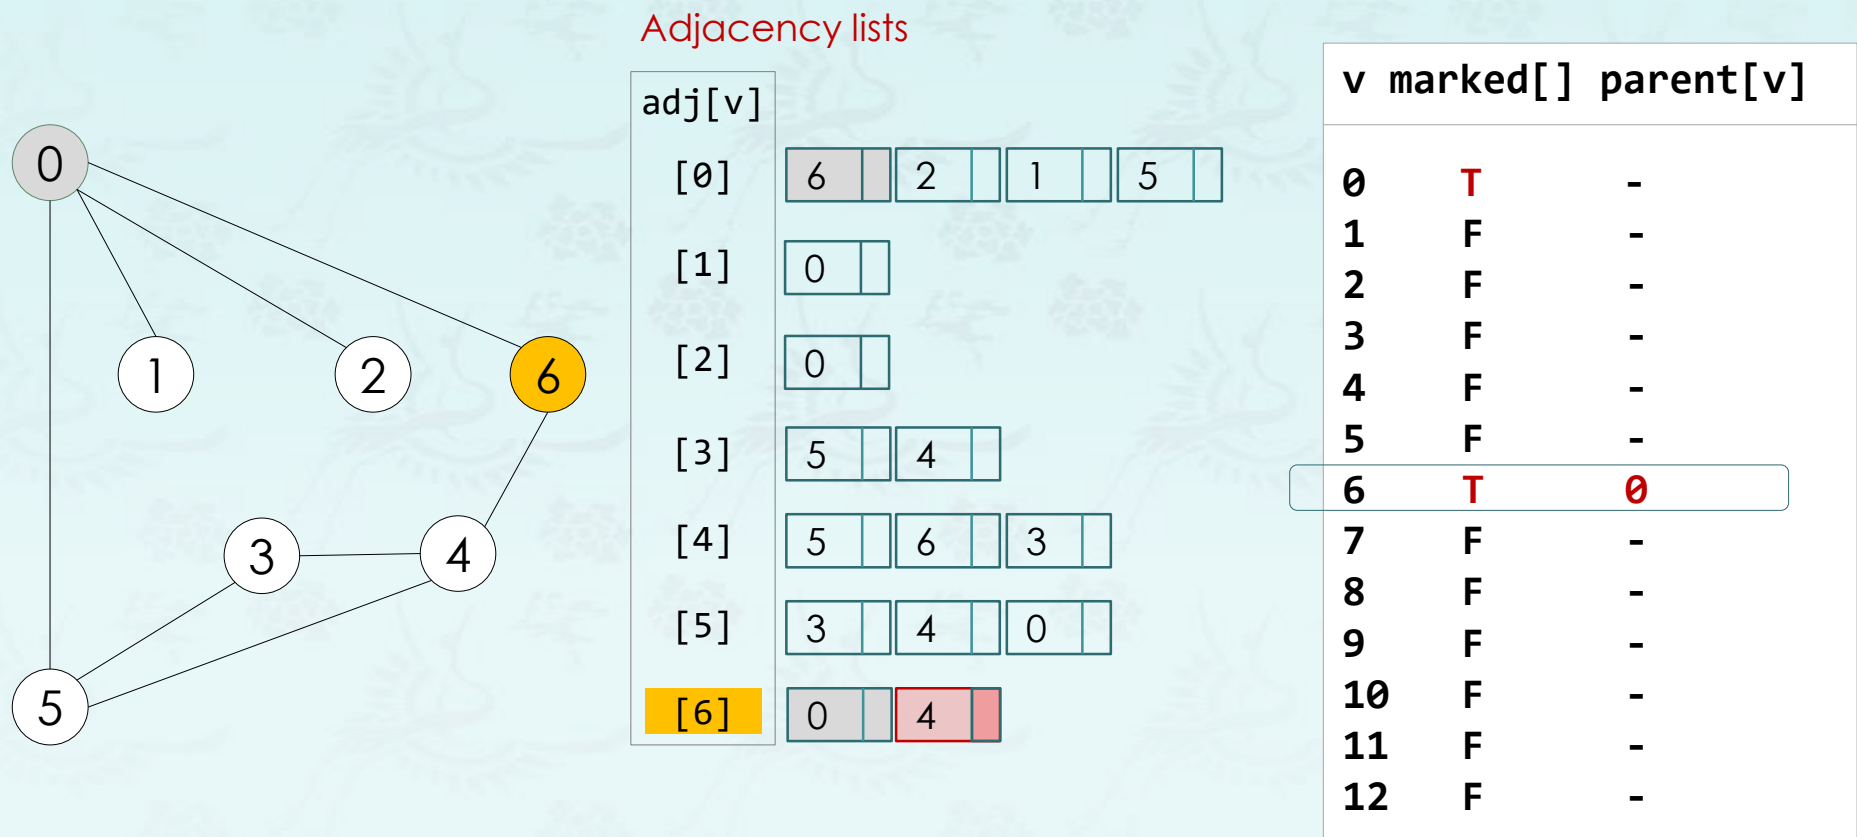 Adjacency lists
0
1
2
6
3
4
5
adj[v]
[0] 6 2 1 5
[1] 0
[2] 0
[3] 5 4
[4] 5 6 3
[5] 3 4 0
[6] 0 4
v marked[] parent[v]
0 T -
1 F -
2 F -
3 F -
4 F -
5 F -
6 T 0
7 F -
8 F -
9 F -
10 F -
11 F -
12 F -